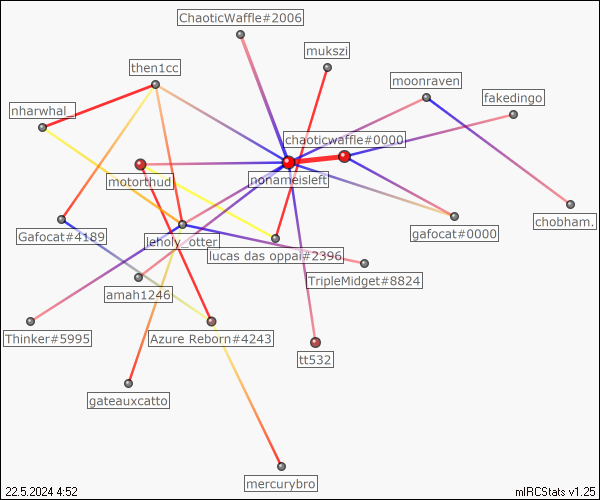 ChaoticWaffle#2006
mukszi
then1cc
moonraven
fakedingo
nharwhal_
chaoticwaffle#0000
motorthud
nonameisleft
chobham.
Gafocat#4189
leholy_otter
gafocat#0000
lucas das oppai#2396
TripleMidget#8824
amah1246
Thinker#5995
Azure Reborn#4243
tt532
gateauxcatto
mercurybro
22.5.2024 4:52
mIRCStats v1.25